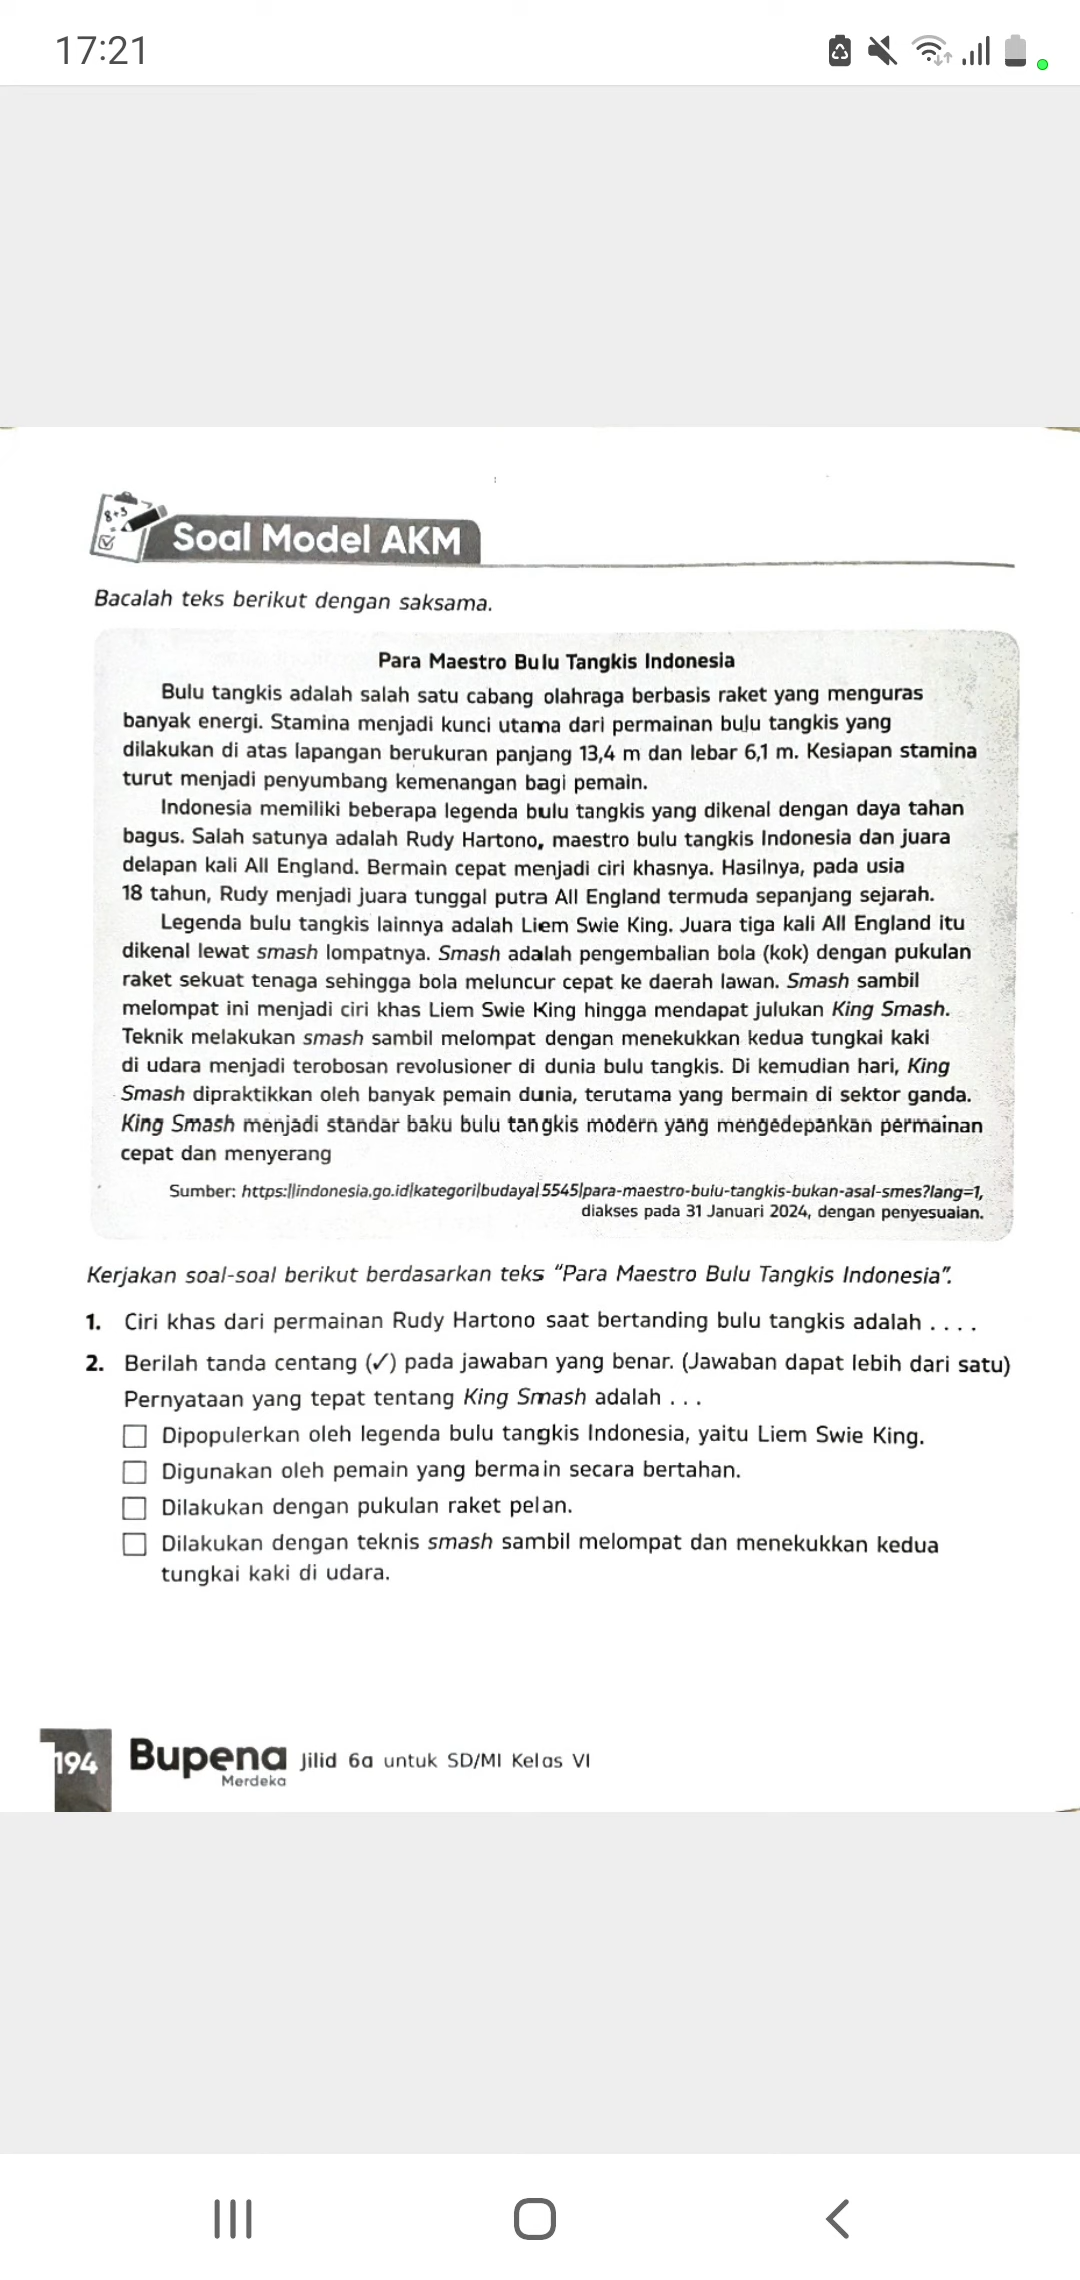 17:21
8+3
Soal Model AKM
Bacalah teks berikut dengan saksama.
Para Maestro Bulu Tangkis Indonesia
Bulu tangkis adalah salah satu cabang olahraga berbasis raket yang menguras
banyak energi. Stamina menjadi kunci utama dari permainan bulu tangkis yang
dilakukan di atas lapangan berukuran panjang 13,4 m dan lebar 6,1 m. Kesiapan stamina
turut menjadi penyumbang kemenangan bagi pemain.
Indonesia memiliki beberapa legenda bulu tangkis yang dikenal dengan daya tahan
bagus. Salah satunya adalah Rudy Hartono, maestro bulu tangkis Indonesia dan juara
delapan kali All England. Bermain cepat menjadi ciri khasnya. Hasilnya, pada usia
18 tahun, Rudy menjadi juara tunggal putra All England termuda sepanjang sejarah.
Legenda bulu tangkis lainnya adalah Liem Swie King. Juara tiga kali All England itu
dikenal lewat smash lompatnya. Smash adalah pengembalian bola (kok) dengan pukulan
raket sekuat tenaga sehingga bola meluncur cepat ke daerah lawan. Smash sambil
melompat ini menjadi ciri khas Liem Swie King hingga mendapat julukan King Smash.
Teknik melakukan smash sambil melompat dengan menekukkan kedua tungkai kaki
di udara menjadi terobosan revolusioner di dunia bulu tangkis. Di kemudian hari, King
Smash dipraktikkan oleh banyak pemain dunia, terutama yang bermain di sektor ganda.
King Smash menjadi standar baku bulu tangkis modern yang mengedepankan permainan
cepat dan menyerang
Sumber: https:||indonesia.go.id|kategori|budaya|5545|para-maestro-bulu-tangkis-bukan-asal-smes?lang=1,
diakses pada 31 Januari 2024, dengan penyesuaian.
Kerjakan soal-soal berikut berdasarkan teks "Para Maestro Bulu Tangkis Indonesia".
1. Ciri khas dari permainan Rudy Hartono saat bertanding bulu tangkis adalah . . . .
2. Berilah tanda centang (✓) pada jawaban yang benar. (Jawaban dapat lebih dari satu)
Pernyataan yang tepat tentang King Smash adalah . . .
Dipopulerkan oleh legenda bulu tangkis Indonesia, yaitu Liem Swie King.
Digunakan oleh pemain yang bermain secara bertahan.
Dilakukan dengan pukulan raket pelan.
Dilakukan dengan teknis smash sambil melompat dan menekukkan kedua
tungkai kaki di udara.
194 Bupena Jilid 6a untuk SD/MI Kelas VI
Merdeka